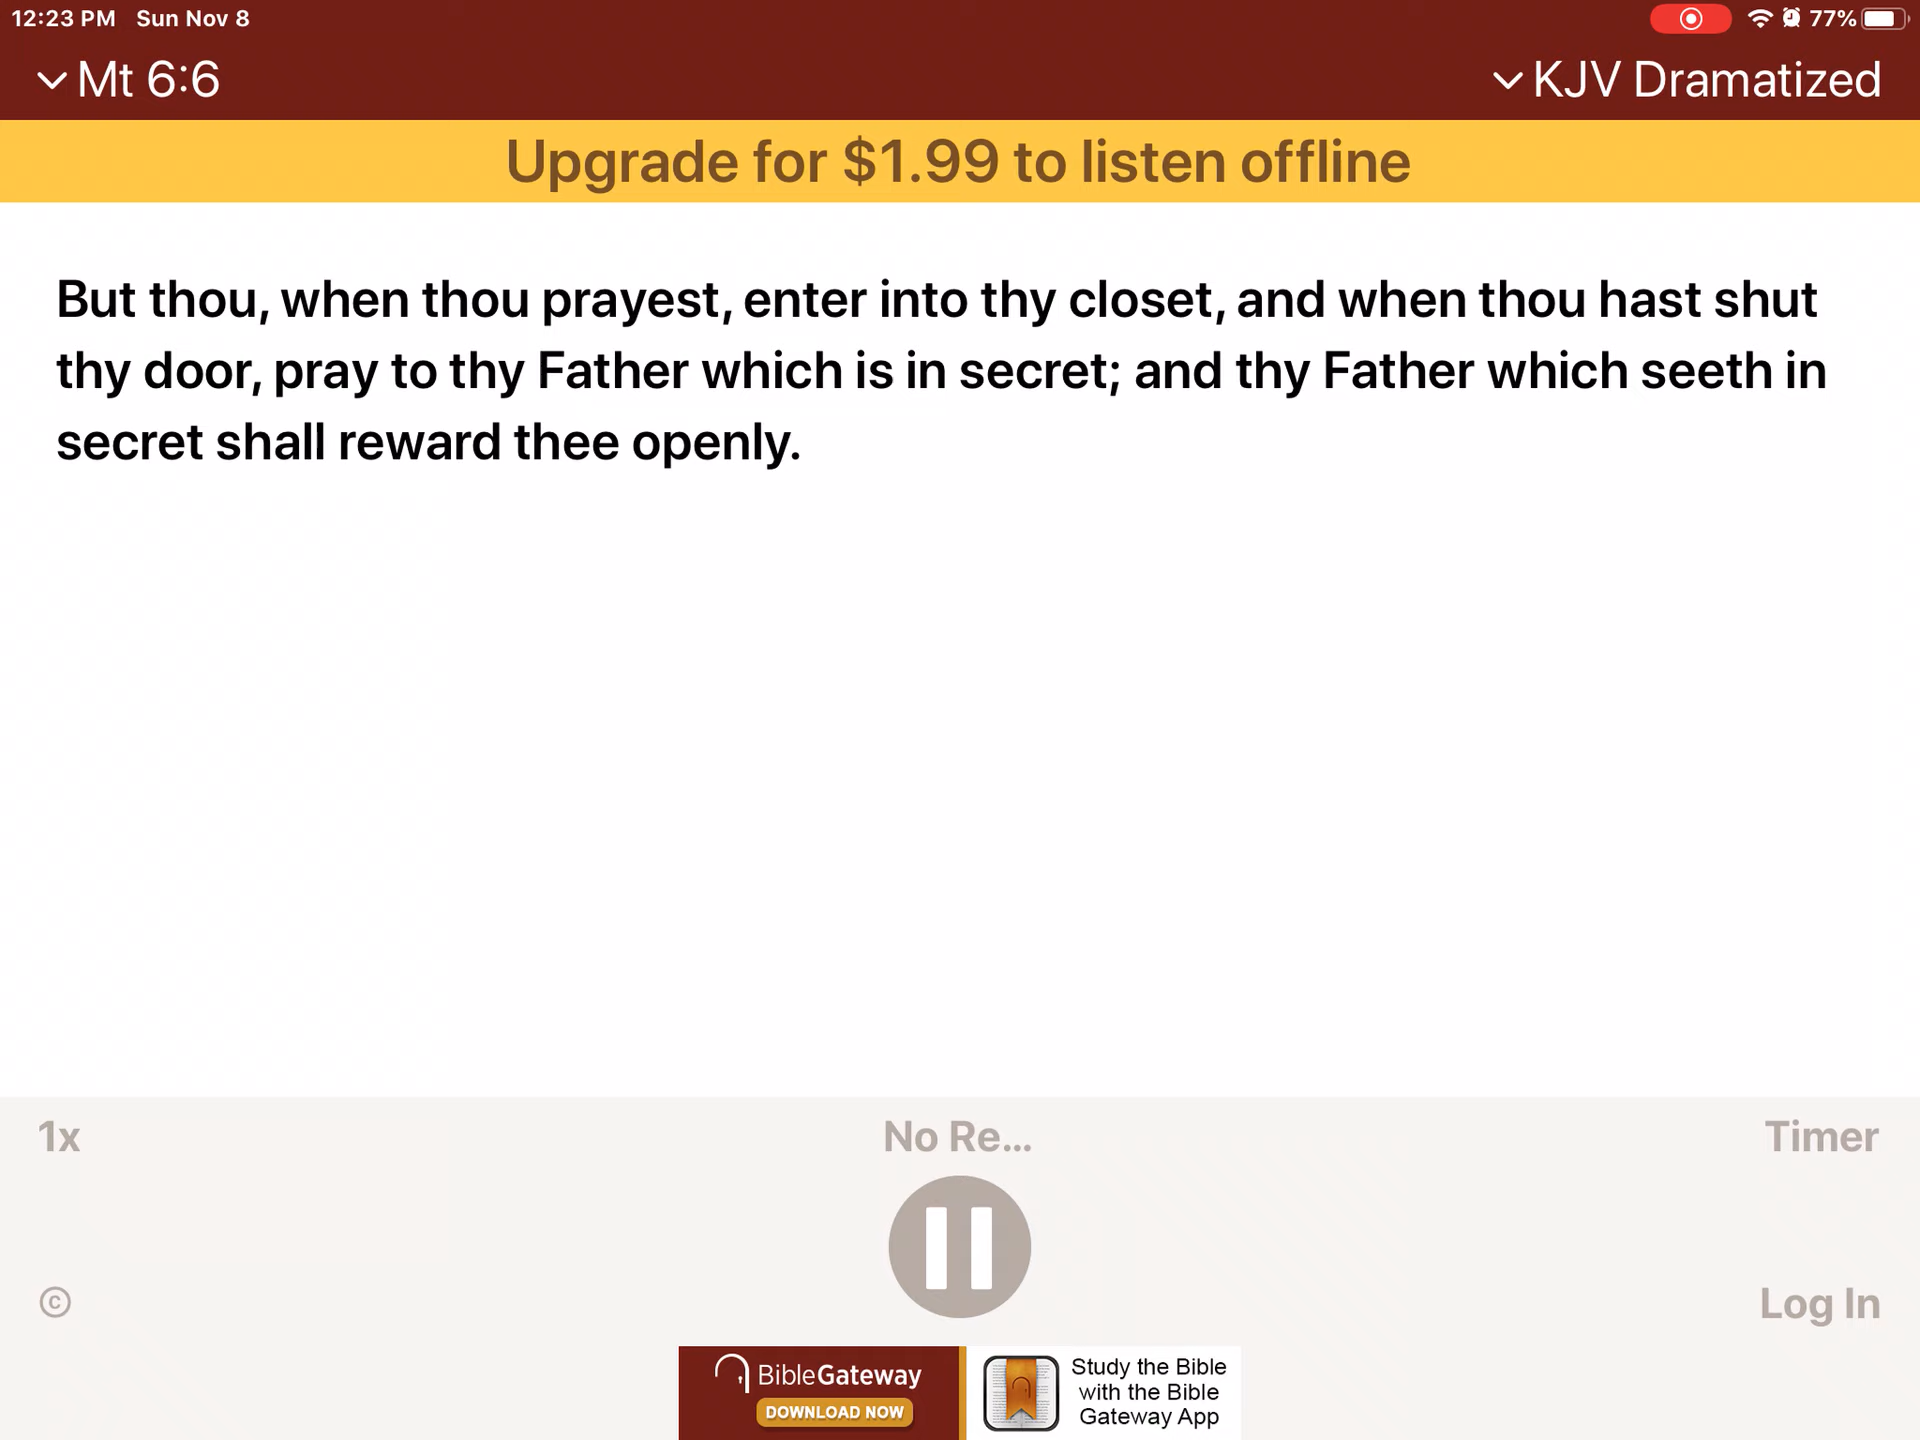 12:23 PM Sun Nov 8
77%
Mt 6:6
KJV Dramatized
Upgrade for $1.99 to listen offline
But thou, when thou prayest, enter into thy closet, and when thou hast shut
thy door, pray to thy Father which is in secret; and thy Father which seeth in
secret shall reward thee openly.
1x
No Re...
Timer
©
Log In
BibleGateway
DOWNLOAD NOW
Study the Bible
with the Bible
Gateway App